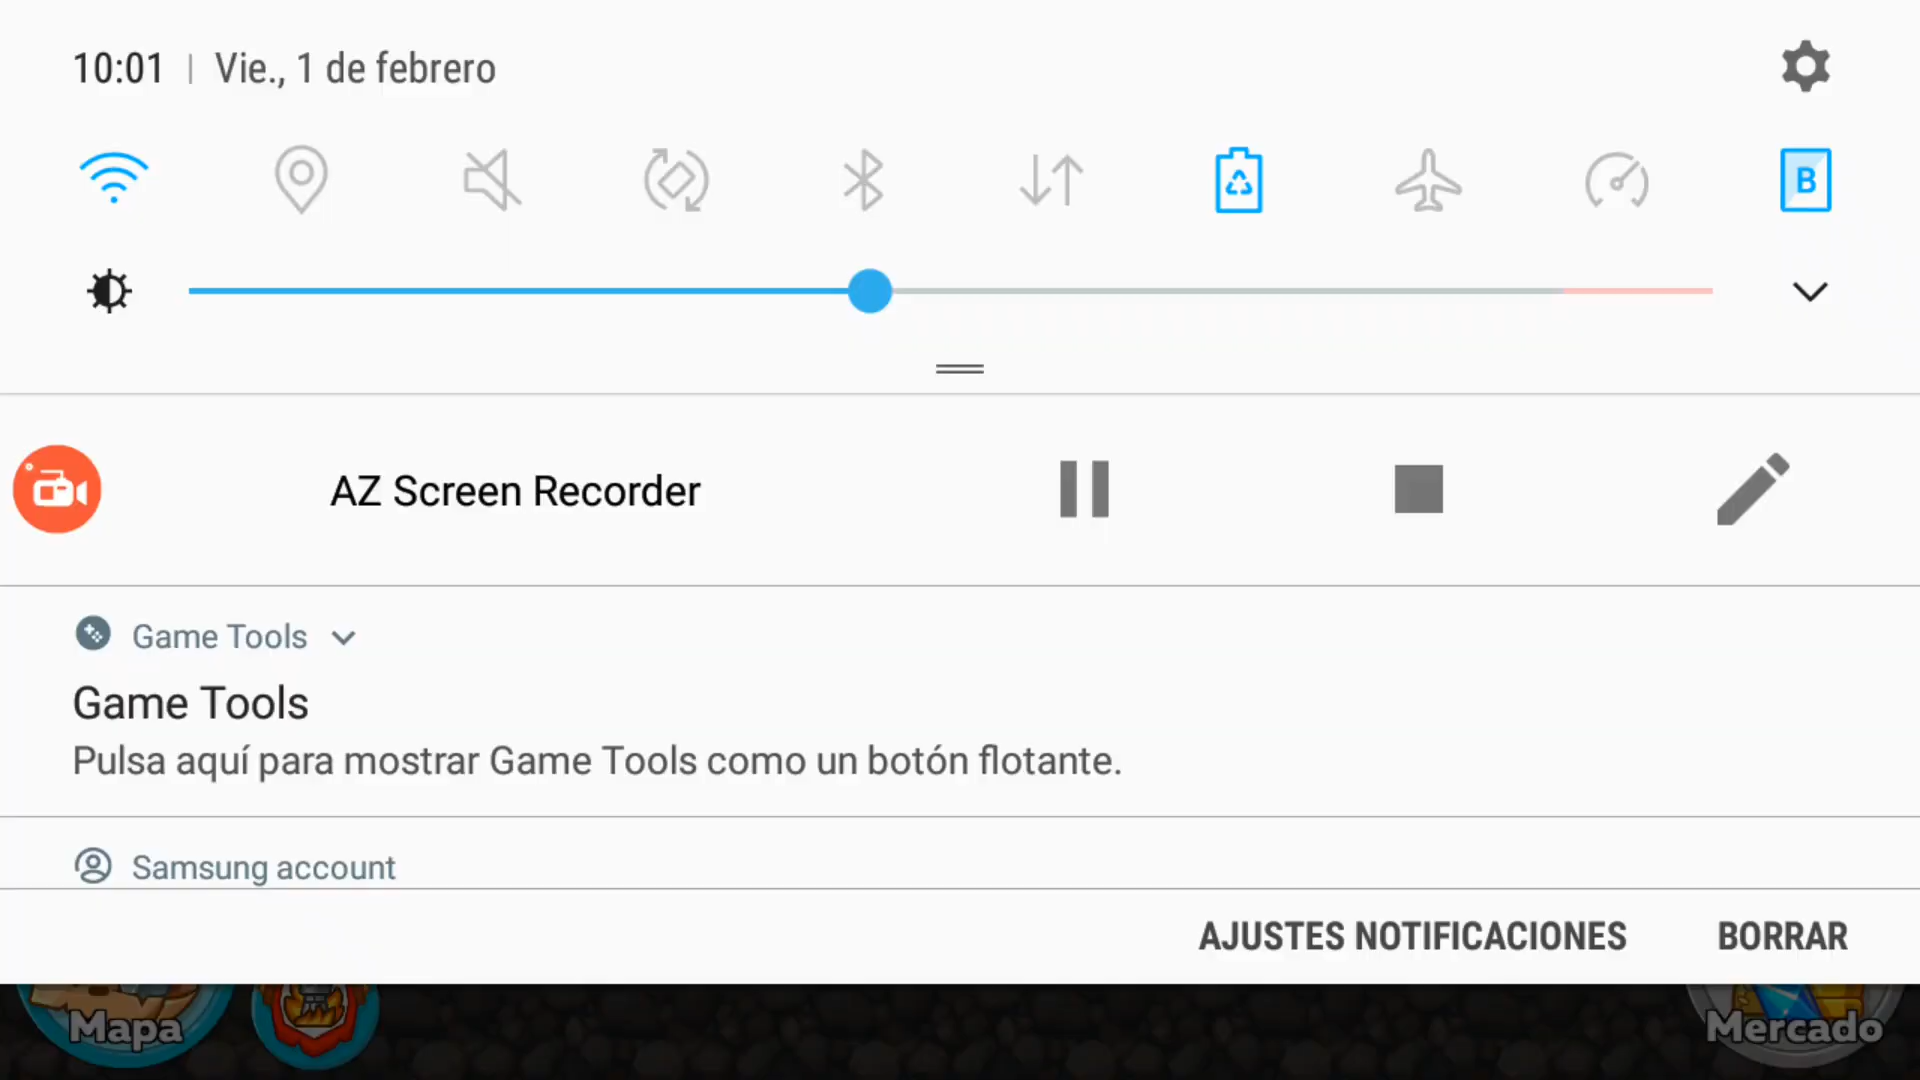 10:01 | Vie., 1 de febrero
B
AZ Screen Recorder
Game Tools
Game Tools
Pulsa aquí para mostrar Game Tools como un botón flotante.
Samsung account
AJUSTES NOTIFICACIONES BORRAR
Mapa Mercado